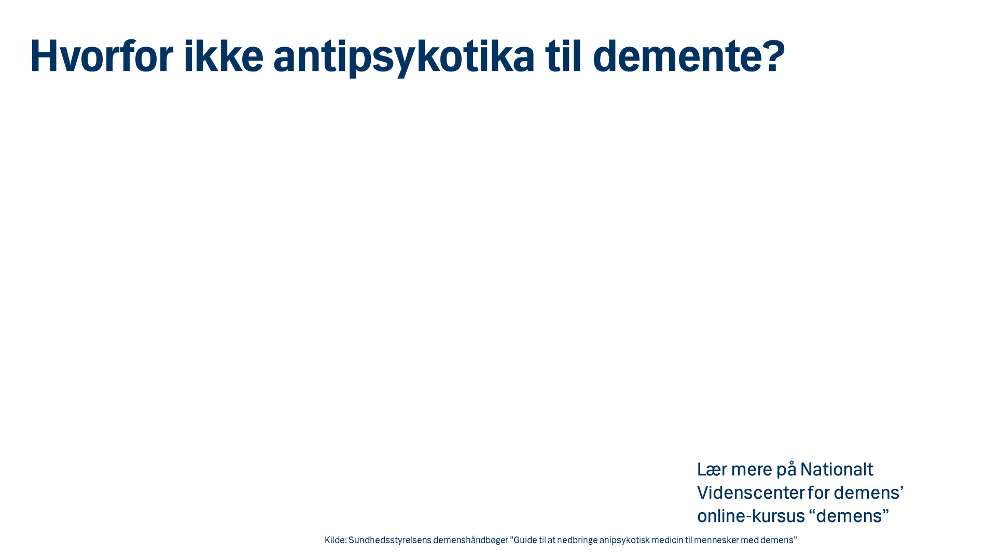 Hvorfor ikke antipsykotika til demente?
Lær mere på Nationalt
Videnscenter for demens’
online-kursus “demens”
Kilde: Sundhedsstyrelsens demenshåndbøger ”Guide til at nedbringe anipsykotisk medicin til mennesker med demens”